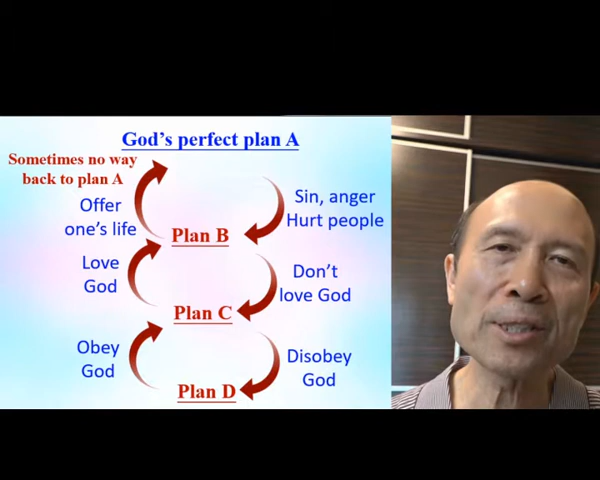 God's perfect plan A
Sometimes no way
back to plan A
Offer
one's life
Sin, anger
Hurt people
Plan B
Love
God
Don't
love God
Plan C
Obey
God
Disobey
God
Plan D